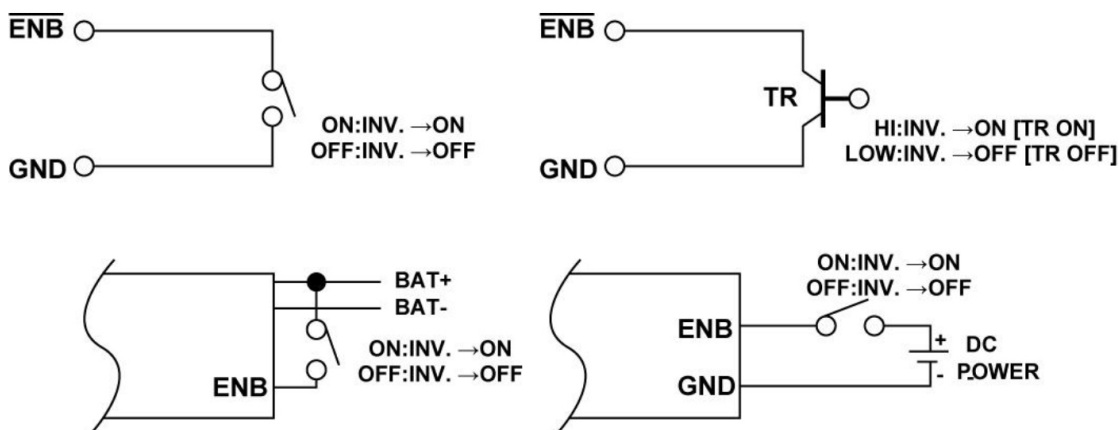 E̅N̅B̅
ON:INV. →ON
OFF:INV. →OFF
GND
E̅N̅B̅
TR
HI:INV. →ON [TR ON]
LOW:INV. →OFF [TR OFF]
GND
BAT+
BAT-
ON:INV. →ON
OFF:INV. →OFF
ENB
ON:INV. →ON
OFF:INV. →OFF
ENB
+ DC
- POWER
GND